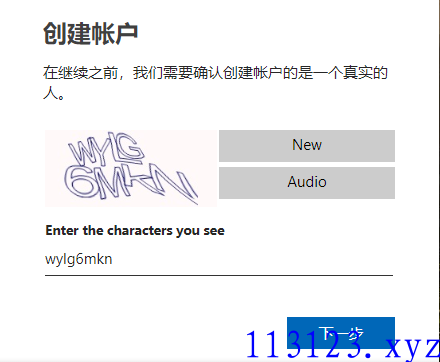 创建帐户
在继续之前，我们需要确认创建帐户的是一个真实的
人。
WYLG
6MKN
New
Audio
Enter the characters you see
wylg6mkn
下一步
113123.xyz